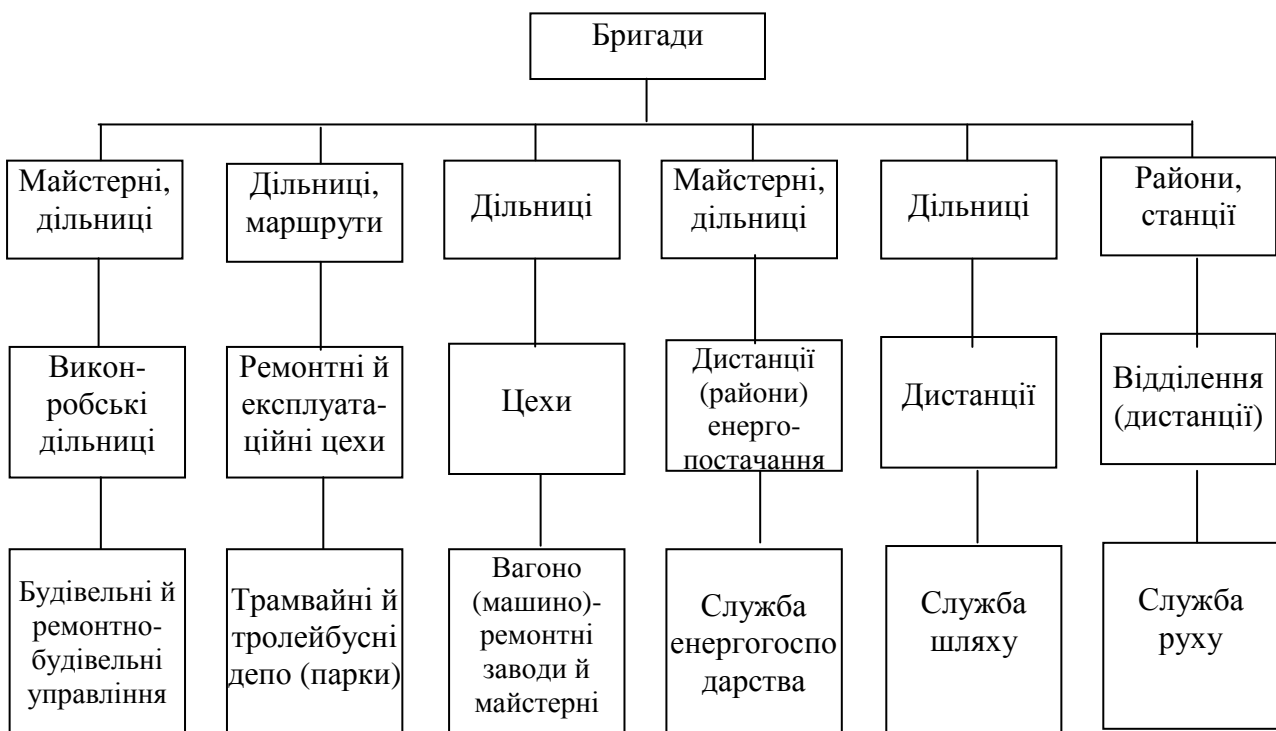 Бригади
Майстерні,
дільниці
Дільниці,
маршрути
Дільниці
Майстерні,
дільниці
Дільниці
Райони,
станції
Викон-
робські
дільниці
Ремонтні й
експлуата-
ційні цехи
Цехи
Дистанції
(райони)
енерго-
постачання
Дистанції
Відділення
(дистанції)
Будівельні й
ремонтно-
будівельні
управління
Трамвайні й
тролейбусні
депо (парки)
Вагоно
(машино)-
ремонтні
заводи й
майстерні
Служба
енергогоспо
дарства
Служба
шляху
Служба
руху